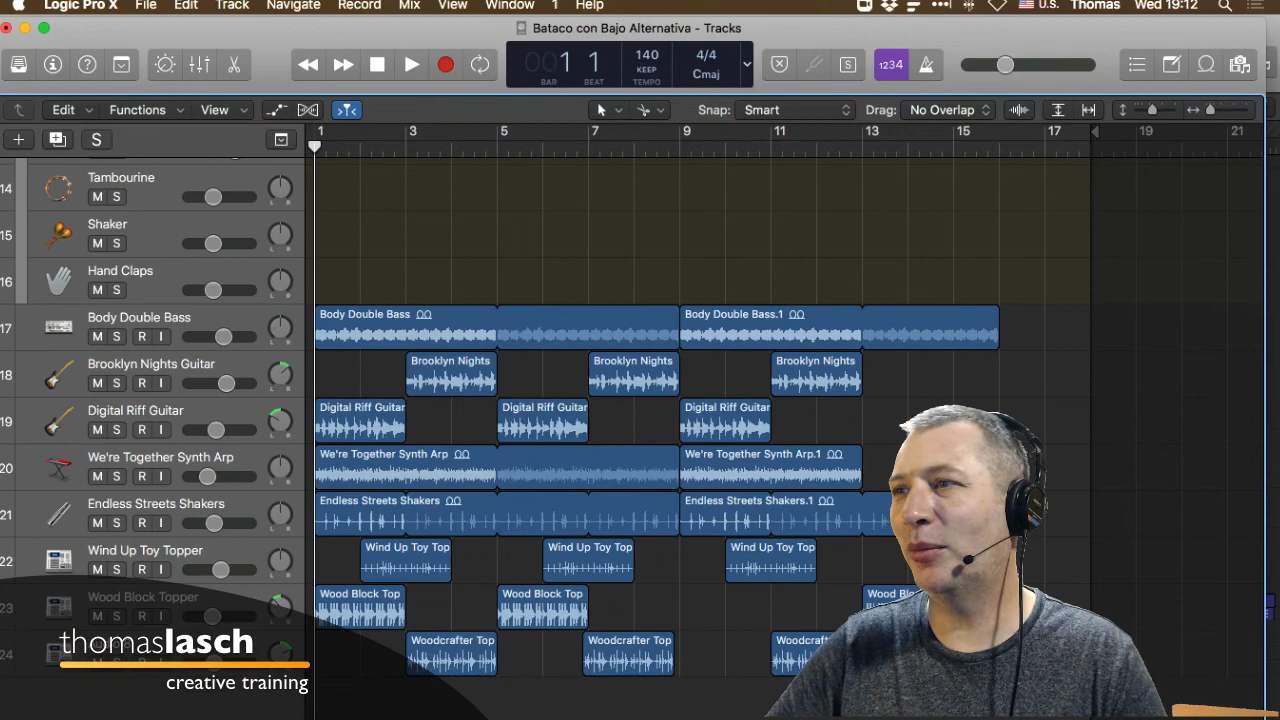 Logic Pro X File Edit Track Navigate Record Mix View Window 1 Help U.S. Thomas Wed 19:12
Bataco con Bajo Alternativa - Tracks
001 1 140 4/4
KEEP Cmaj
BAR BEAT TEMPO
S 1234
Edit Functions View Snap: Smart Drag: No Overlap
S 1 3 5 7 9 11 13 15 17 19 21
14 Tambourine
M S
L R
15 Shaker
M S
L R
16 Hand Claps
M S
L R
17 Body Double Bass Body Double Bass Body Double Bass.1
M S R I
18 Brooklyn Nights Guitar Brooklyn Nights Brooklyn Nights Brooklyn Nights
M S R I
19 Digital Riff Guitar Digital Riff Guitar Digital Riff Guitar Digital Riff Guitar
M S R I
20 We're Together Synth Arp We're Together Synth Arp We're Together Synth Arp.1
M S R I
21 Endless Streets Shakers Endless Streets Shakers Endless Streets Shakers.1
M S R I
22 Wind Up Toy Topper Wind Up Toy Top Wind Up Toy Top Wind Up Toy Top
M S R I
23 Wood Block Topper Wood Block Top Wood Block Top Wood Bl
M S R I
24 Woodcrafter Top Woodcrafter Top Woodcraft
thomaslasch
creative training